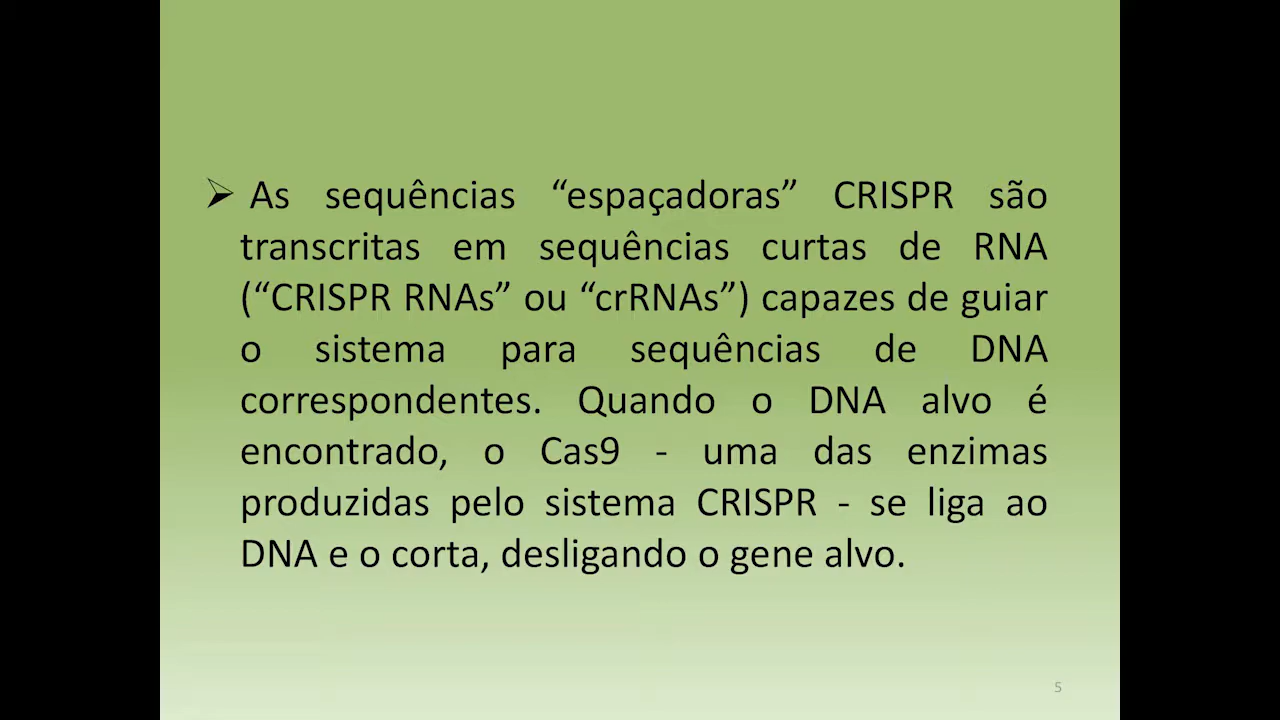 ➢ As sequências “espaçadoras” CRISPR são
transcritas em sequências curtas de RNA
(“CRISPR RNAs” ou “crRNAs”) capazes de guiar
o sistema para sequências de DNA
correspondentes. Quando o DNA alvo é
encontrado, o Cas9 - uma das enzimas
produzidas pelo sistema CRISPR - se liga ao
DNA e o corta, desligando o gene alvo.
5